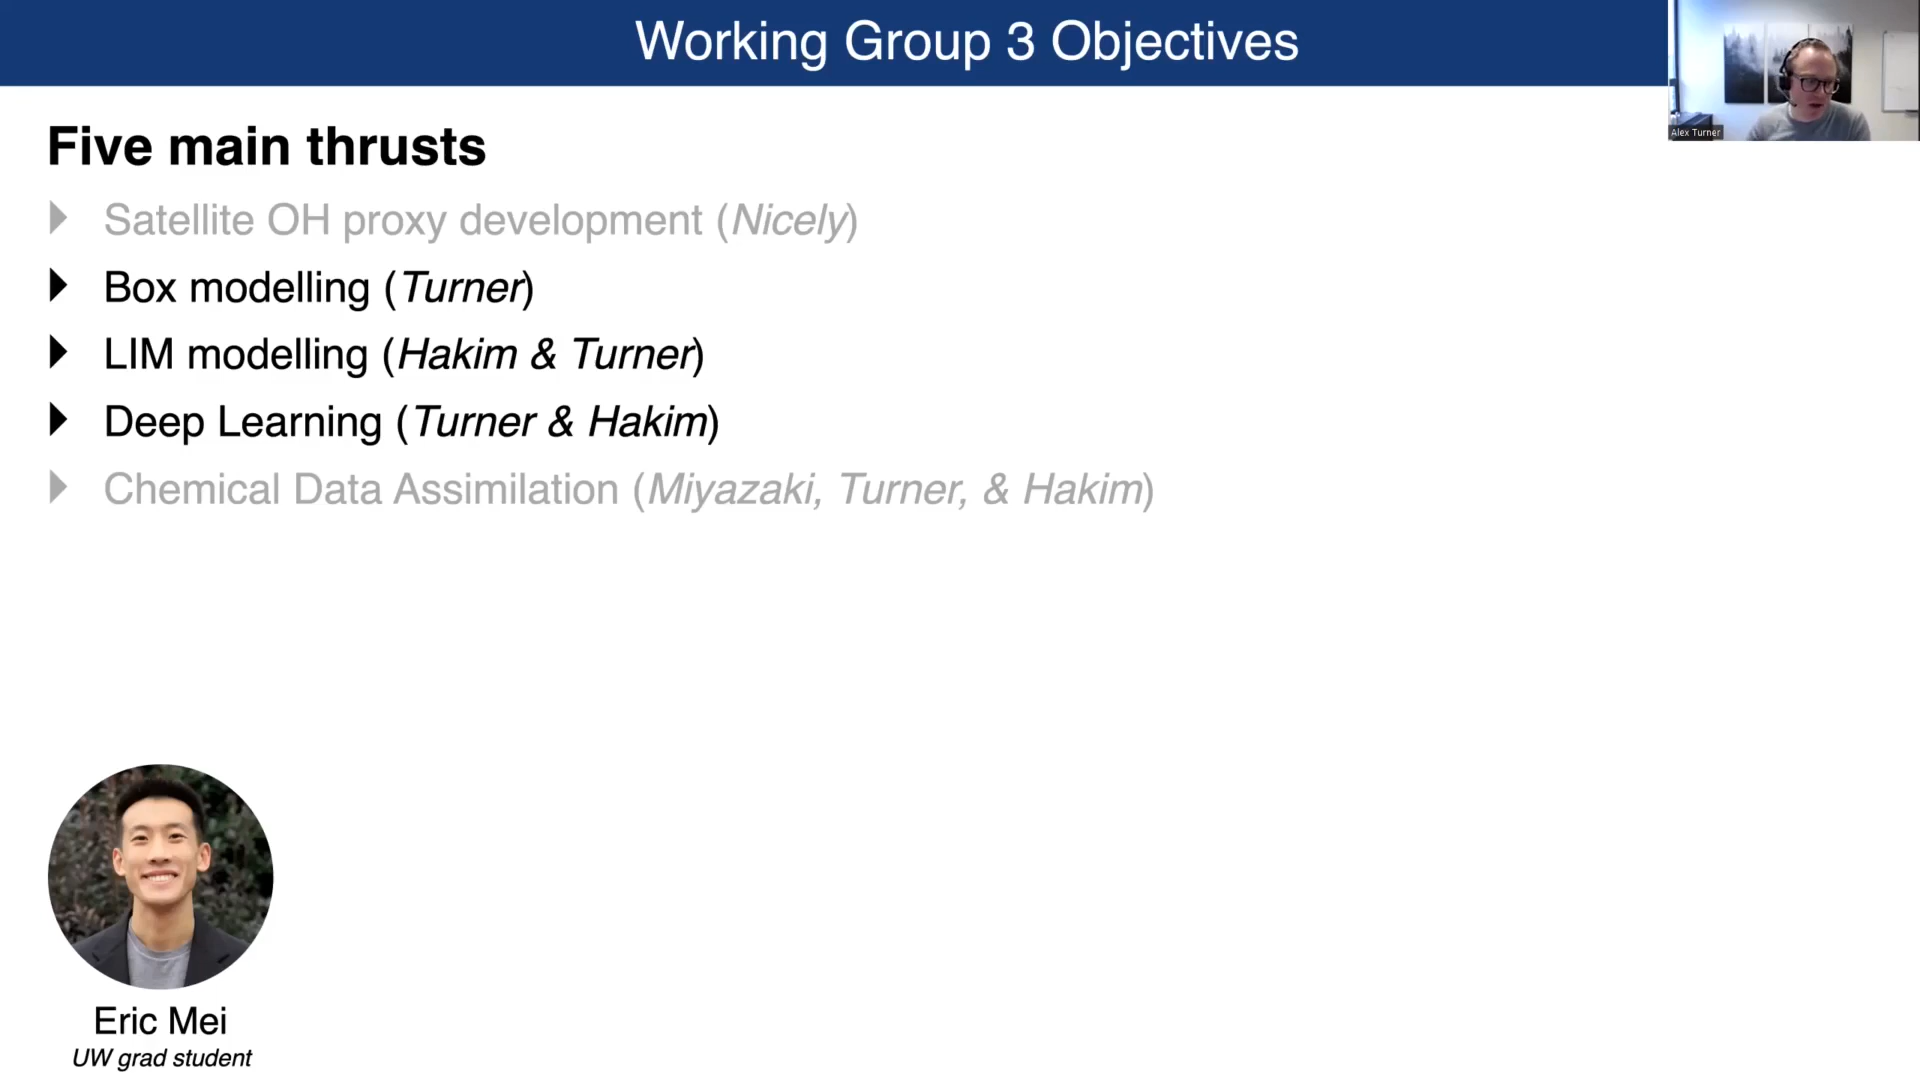 Working Group 3 Objectives
Alex Turner
Five main thrusts
Satellite OH proxy development (Nicely)
Box modelling (Turner)
LIM modelling (Hakim & Turner)
Deep Learning (Turner & Hakim)
Chemical Data Assimilation (Miyazaki, Turner, & Hakim)
Eric Mei
UW grad student